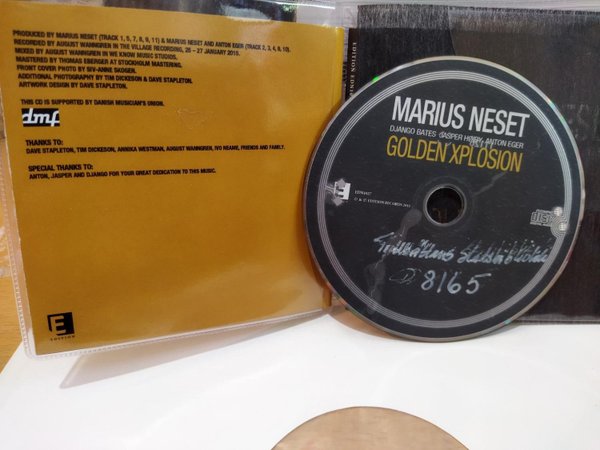 PRODUCED BY MARIUS NESET (TRACK 1, 5, 7, 8, 9, 11) & MARIUS NESET AND ANTON EGER (TRACK 2, 3, 4, 6, 10).
RECORDED BY AUGUST WANNGREN IN THE VILLAGE RECORDING, 25 - 27 JANUARY 2010.
MIXED BY AUGUST WANNGREN IN WE KNOW MUSIC STUDIOS.
MASTERED BY THOMAS EBERGER AT STOCKHOLM MASTERING.
FRONT COVER PHOTO BY SIV-ANNE SKOGEN.
ADDITIONAL PHOTOGRAPHY BY TIM DICKESON & DAVE STAPLETON.
ARTWORK DESIGN BY DAVE STAPLETON.
THIS CD IS SUPPORTED BY DANISH MUSICIAN'S UNION.
dmf
THANKS TO:
DAVE STAPLETON, TIM DICKESON, ANNIKA WESTMAN, AUGUST WANNGREN, IVO NEAME, FRIENDS AND FAMILY.
SPECIAL THANKS TO:
ANTON, JASPER AND DJANGO FOR YOUR GREAT DEDICATION TO THIS MUSIC.
E
EDITION
MARIUS NESET
DJANGO BATES JASPER HØIBY ANTON EGER
GOLDEN XPLOSION
EDITION RECORDS
8165